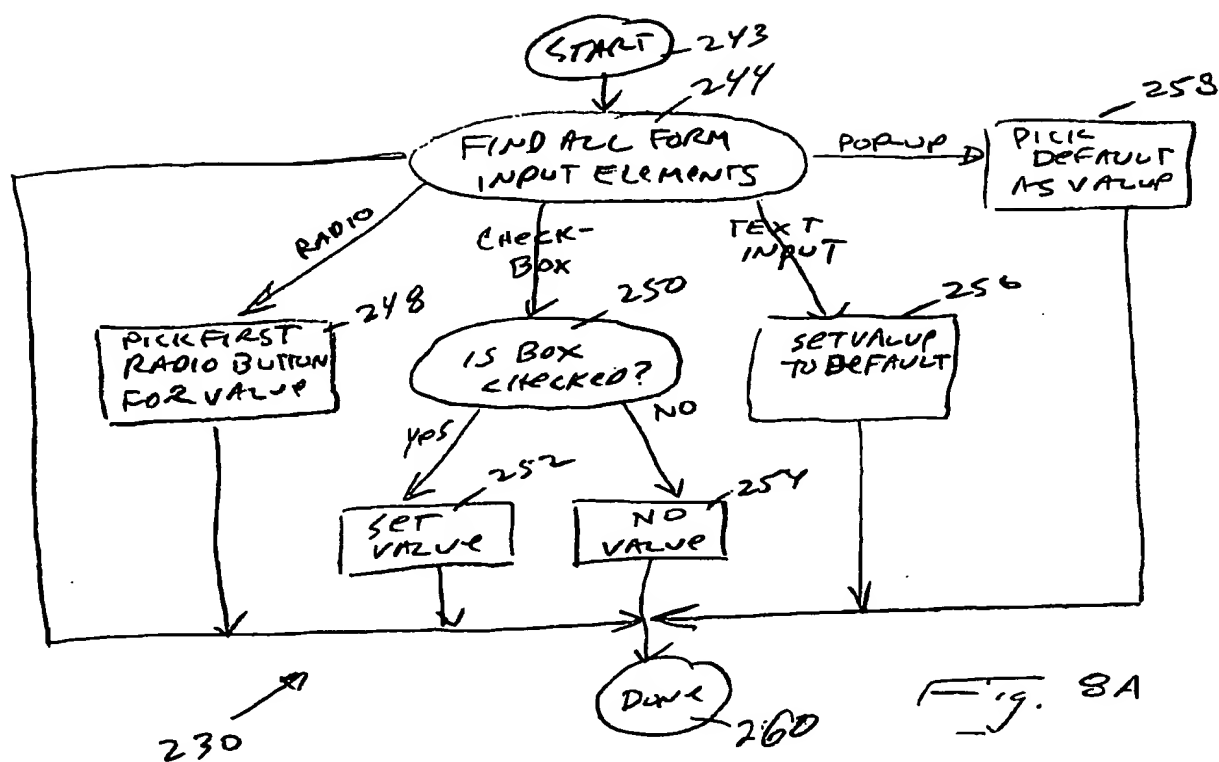 START
243
244
FIND ALL FORM
INPUT ELEMENTS
POP-UP
258
PICK
DEFAULT
AS VALUE
RADIO
CHECK-
BOX
TEXT
INPUT
248
PICK FIRST
RADIO BUTTON
FOR VALUE
250
IS BOX
CHECKED?
256
SET VALUE
TO DEFAULT
YES
NO
252
SET
VALUE
254
NO
VALUE
DONE
260
230
Fig. 8A